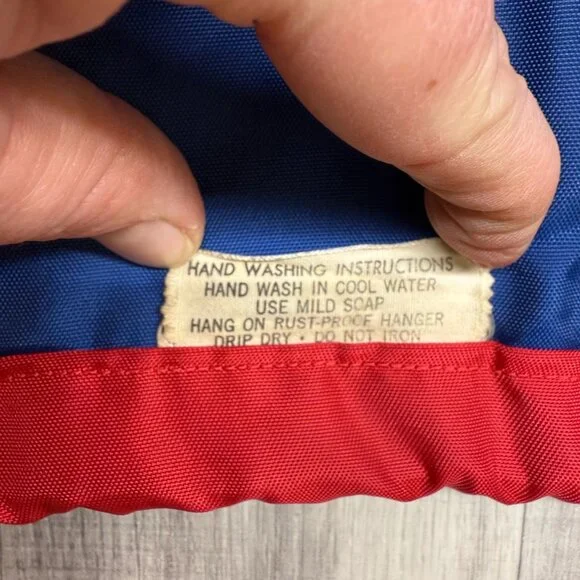 HAND WASHING INSTRUCTIONS
HAND WASH IN COOL WATER
USE MILD SOAP
HANG ON RUST-PROOF HANGER
DRIP DRY • DO NOT IRON